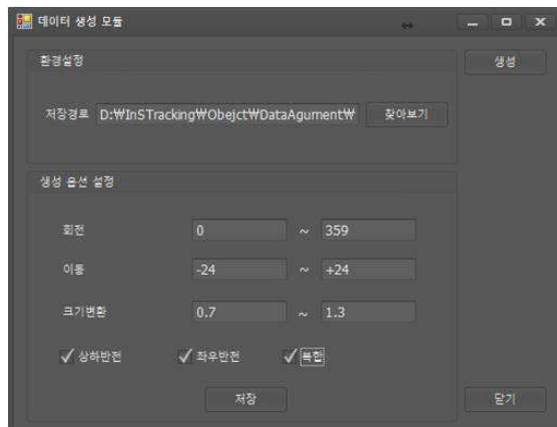 데이터 생성 모듈
환경설정
생성
저장경로 D:₩InSTracking₩Obejct₩DataAgument₩ 찾아보기
생성 옵션 설정
회전 0 ~ 359
이동 -24 ~ +24
크기변환 0.7 ~ 1.3
상하반전 좌우반전 복합
저장
닫기